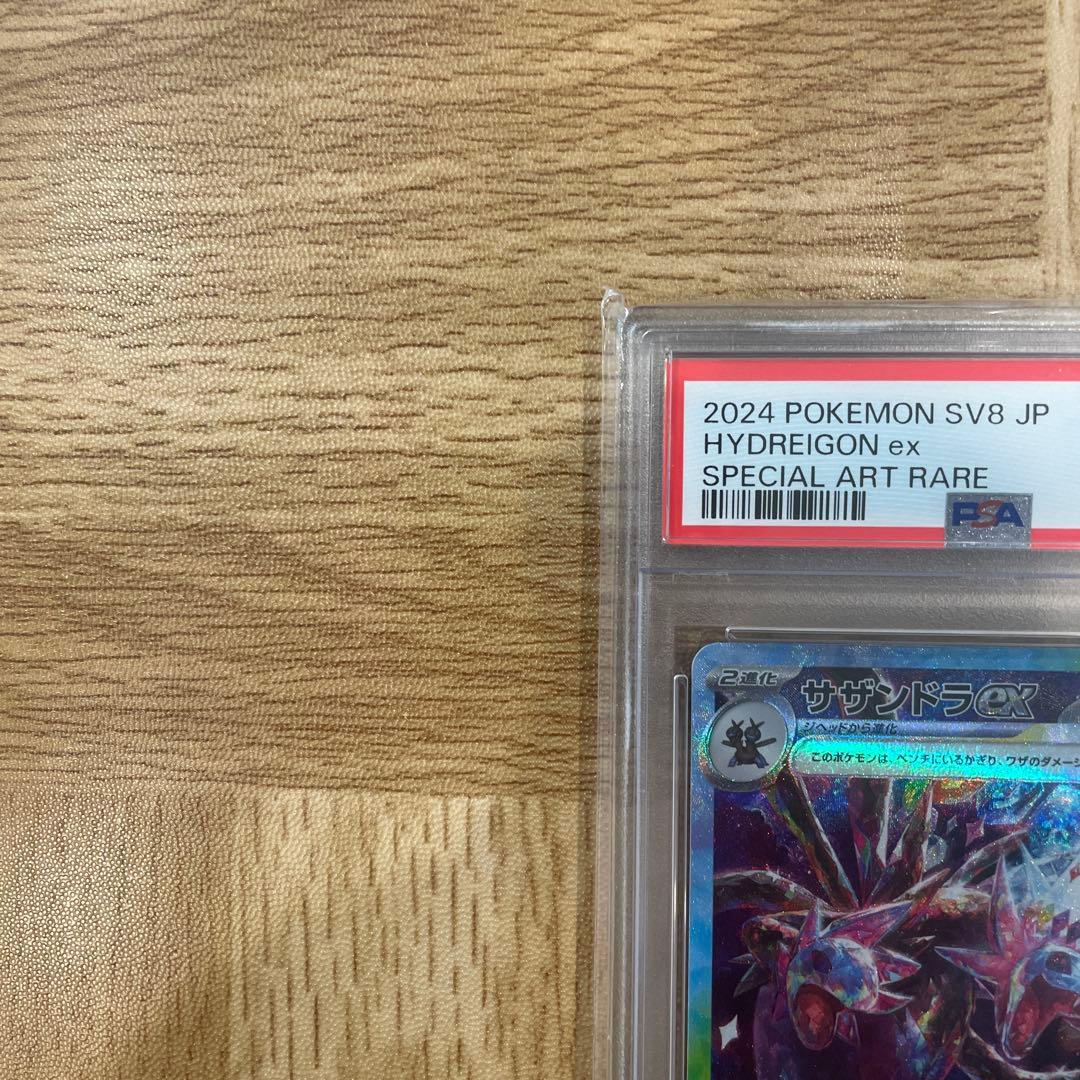 2024 POKEMON SV8 JP
HYDREIGON ex
SPECIAL ART RARE
PSA
2進化
サザンドラex
ジヘッドから進化
このポケモンは、ベンチにいるかぎり、ワザのダメージ